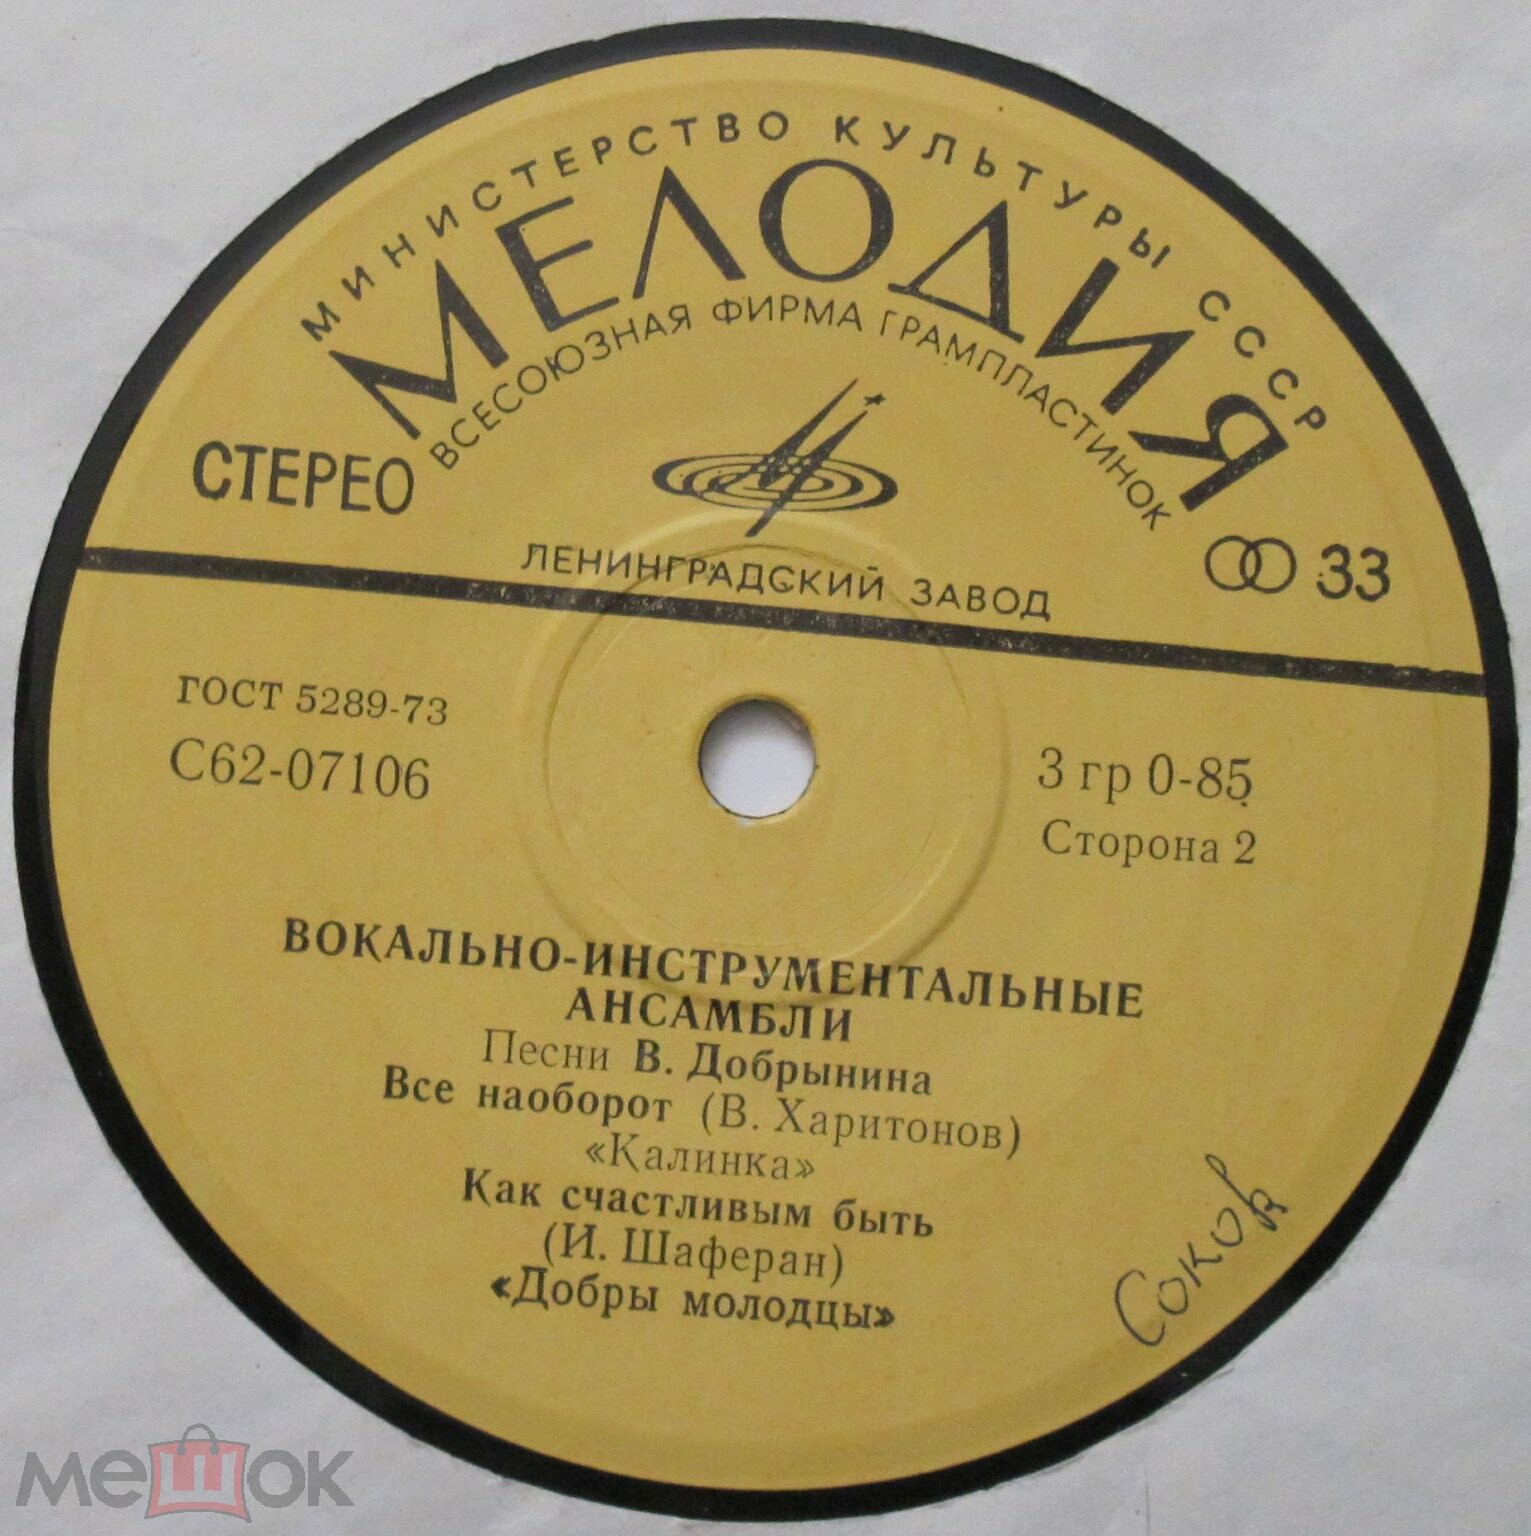 МИНИСТЕРСТВО КУЛЬТУРЫ СССР
МЕЛОДИЯ
ВСЕСОЮЗНАЯ ФИРМА ГРАМПЛАСТИНОК
СТЕРЕО
33
ЛЕНИНГРАДСКИЙ ЗАВОД
ГОСТ 5289-73
С62-07106
3 гр 0-85
Сторона 2
ВОКАЛЬНО-ИНСТРУМЕНТАЛЬНЫЕ
АНСАМБЛИ
Песни В. Добрынина
Все наоборот (В. Харитонов)
«Калинка»
Как счастливым быть
(И. Шаферан)
«Добры молодцы»
Соков
мешок